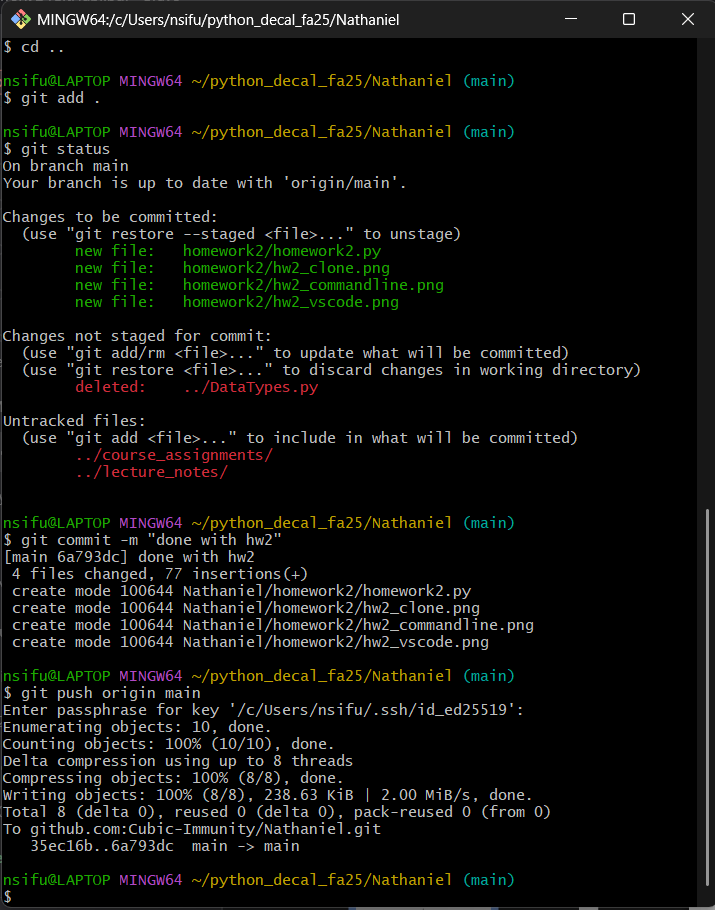 MINGW64:/c/Users/nsifu/python_decal_fa25/Nathaniel
$ cd ..
nsifu@LAPTOP MINGW64 ~/python_decal_fa25/Nathaniel (main)
$ git add .
nsifu@LAPTOP MINGW64 ~/python_decal_fa25/Nathaniel (main)
$ git status
On branch main
Your branch is up to date with 'origin/main'.
Changes to be committed:
  (use "git restore --staged <file>..." to unstage)
        new file:   homework2/homework2.py
        new file:   homework2/hw2_clone.png
        new file:   homework2/hw2_commandline.png
        new file:   homework2/hw2_vscode.png
Changes not staged for commit:
  (use "git add/rm <file>..." to update what will be committed)
  (use "git restore <file>..." to discard changes in working directory)
        deleted:    ../DataTypes.py
Untracked files:
  (use "git add <file>..." to include in what will be committed)
        ../course_assignments/
        ../lecture_notes/
nsifu@LAPTOP MINGW64 ~/python_decal_fa25/Nathaniel (main)
$ git commit -m "done with hw2"
[main 6a793dc] done with hw2
 4 files changed, 77 insertions(+)
 create mode 100644 Nathaniel/homework2/homework2.py
 create mode 100644 Nathaniel/homework2/hw2_clone.png
 create mode 100644 Nathaniel/homework2/hw2_commandline.png
 create mode 100644 Nathaniel/homework2/hw2_vscode.png
nsifu@LAPTOP MINGW64 ~/python_decal_fa25/Nathaniel (main)
$ git push origin main
Enter passphrase for key '/c/Users/nsifu/.ssh/id_ed25519':
Enumerating objects: 10, done.
Counting objects: 100% (10/10), done.
Delta compression using up to 8 threads
Compressing objects: 100% (8/8), done.
Writing objects: 100% (8/8), 238.63 KiB | 2.00 MiB/s, done.
Total 8 (delta 0), reused 0 (delta 0), pack-reused 0 (from 0)
To github.com:Cubic-Immunity/Nathaniel.git
   35ec16b..6a793dc  main -> main
nsifu@LAPTOP MINGW64 ~/python_decal_fa25/Nathaniel (main)
$